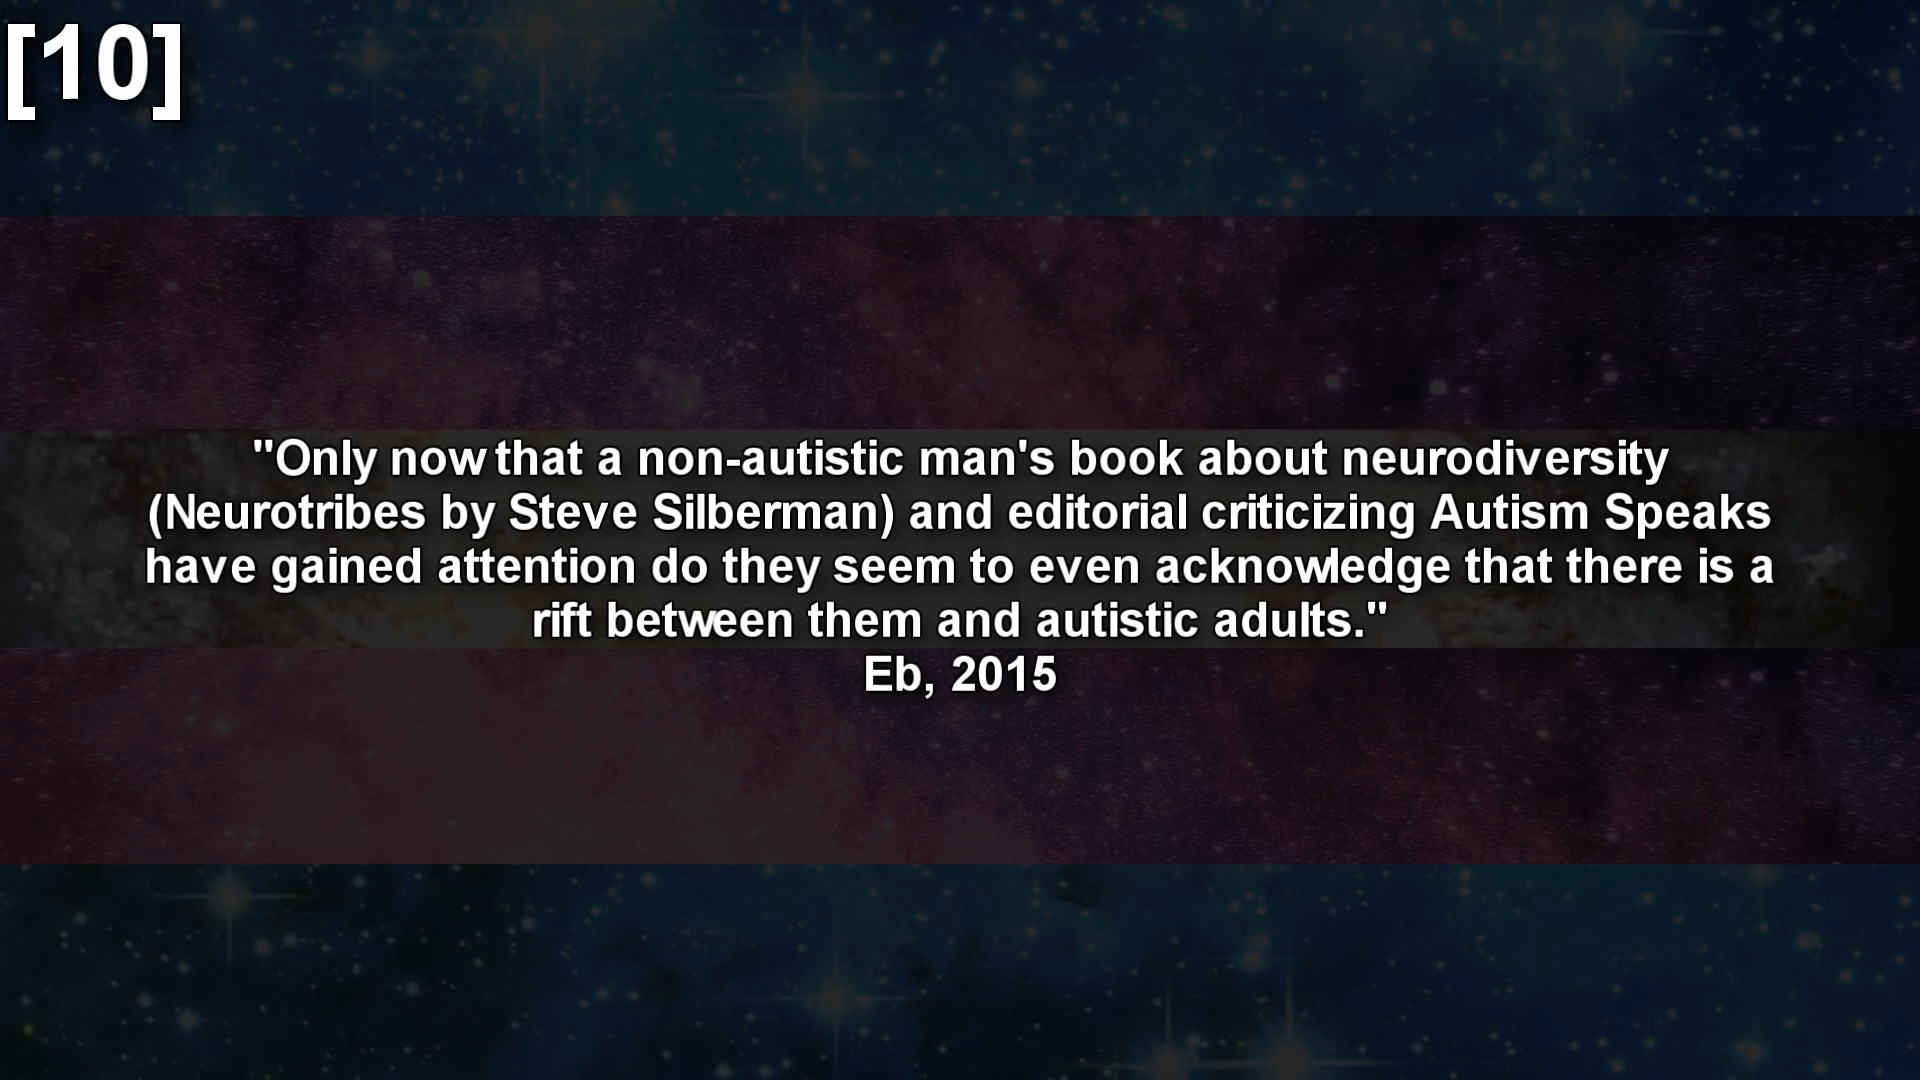 [10]
"Only now that a non-autistic man's book about neurodiversity
(Neurotribes by Steve Silberman) and editorial criticizing Autism Speaks
have gained attention do they seem to even acknowledge that there is a
rift between them and autistic adults."
Eb, 2015